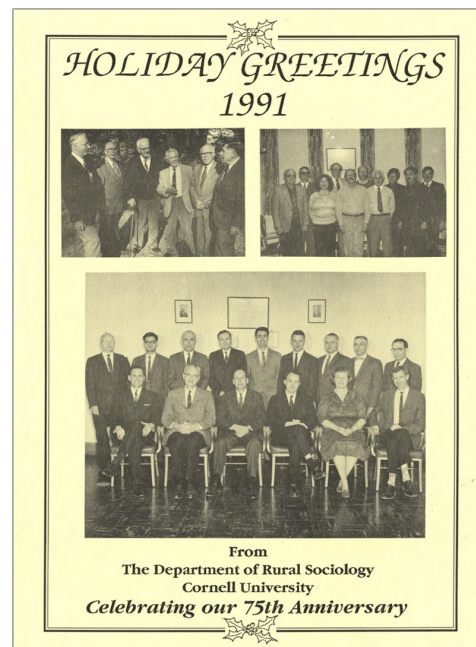 HOLIDAY GREETINGS
1991
From
The Department of Rural Sociology
Cornell University
Celebrating our 75th Anniversary